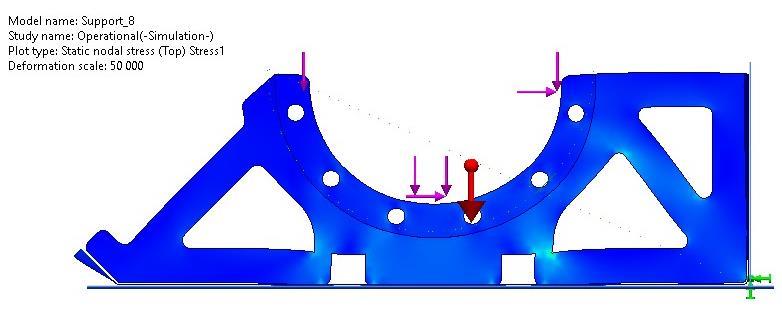 Model name: Support_8
Study name: Operational(-Simulation-)
Plot type: Static nodal stress (Top) Stress1
Deformation scale: 50 000